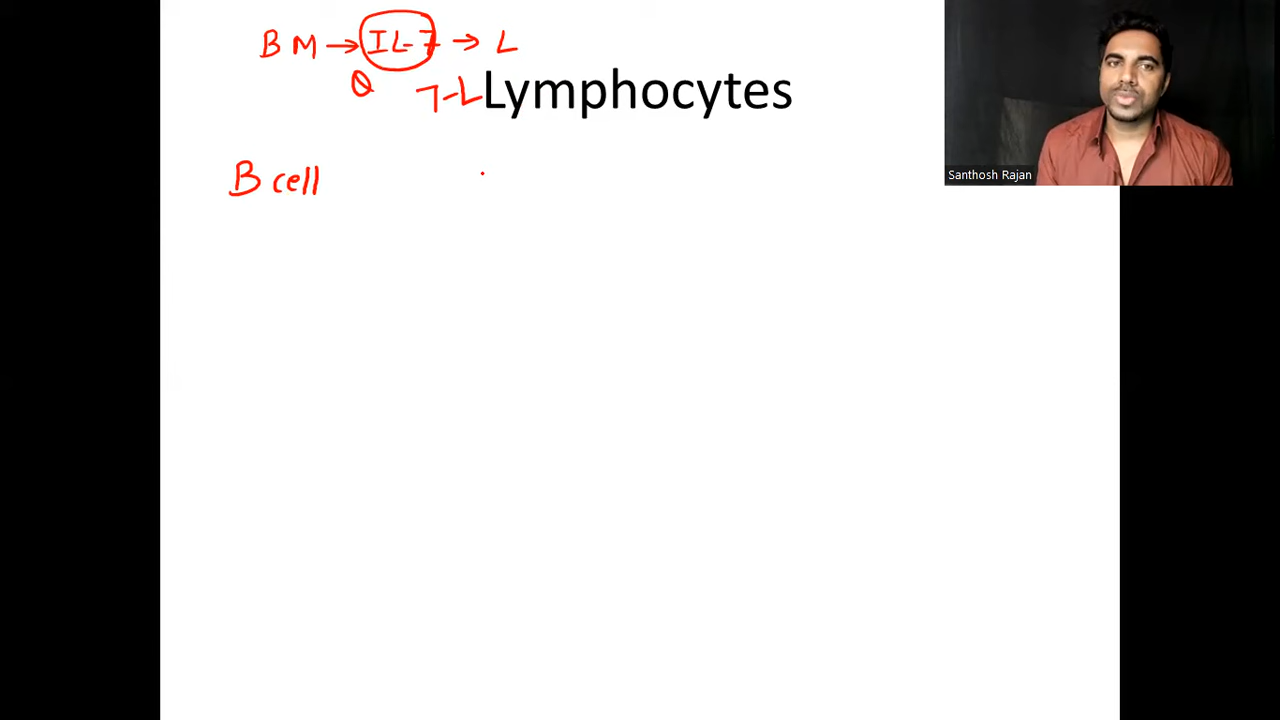 BM → IL-7 → L
Q 7-L
Lymphocytes
B cell
Santhosh Rajan